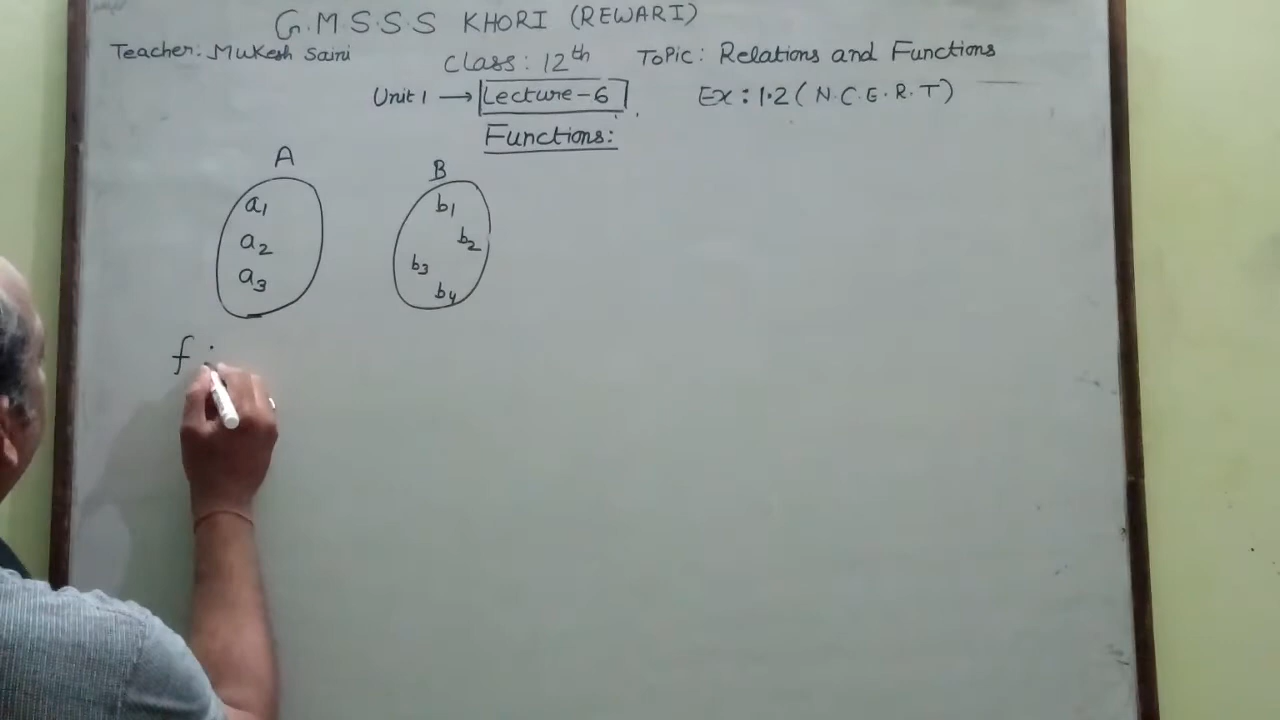 G.M.S.S.S KHORI (REWARI)
Teacher: Mukesh Saini Class: 12th Topic: Relations and Functions
Unit 1 → Lecture-6 Ex: 1.2 (N.C.E.R.T)
Functions:
A B
a1 b1
a2 b2
a3 b3
b4
f :